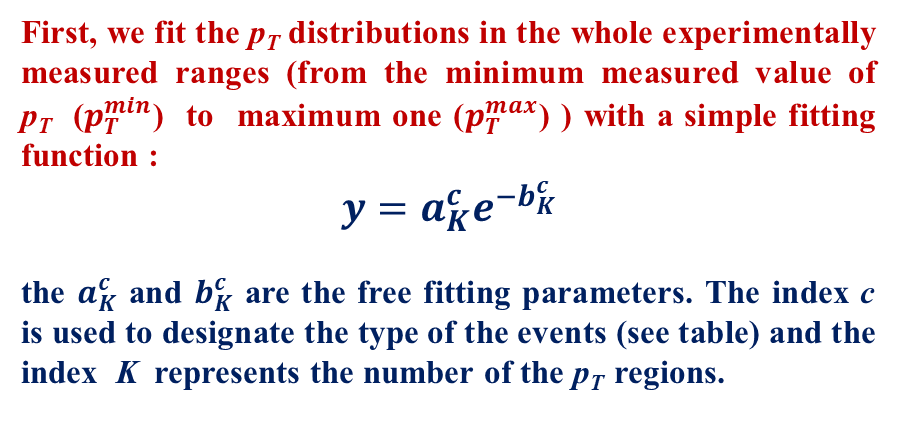 First, we fit the $p_T$ distributions in the whole experimentally
measured ranges (from the minimum measured value of
$p_T$ ($p_T^{min}$) to maximum one ($p_T^{max}$) ) with a simple fitting
function :
$y = a_K^c e^{-b_K^c}$
the $a_K^c$ and $b_K^c$ are the free fitting parameters. The index $c$
is used to designate the type of the events (see table) and the
index $K$ represents the number of the $p_T$ regions.